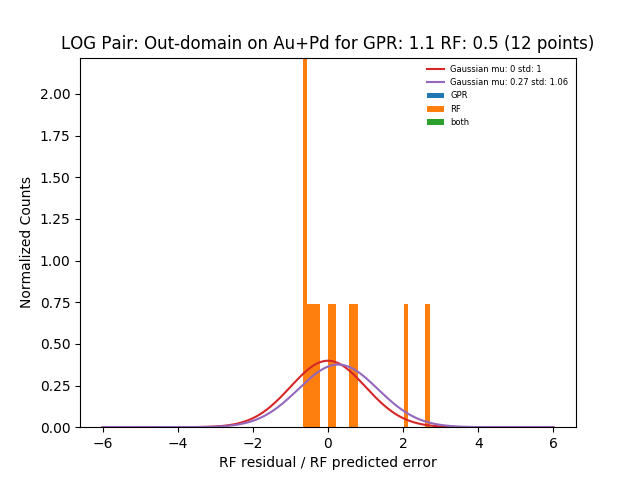 LOG Pair: Out-domain on Au+Pd for GPR: 1.1 RF: 0.5 (12 points)
Gaussian mu: 0 std: 1
Gaussian mu: 0.27 std: 1.06
GPR
RF
both
Normalized Counts
2.00
1.75
1.50
1.25
1.00
0.75
0.50
0.25
0.00
−6
−4
−2
0
2
4
6
RF residual / RF predicted error